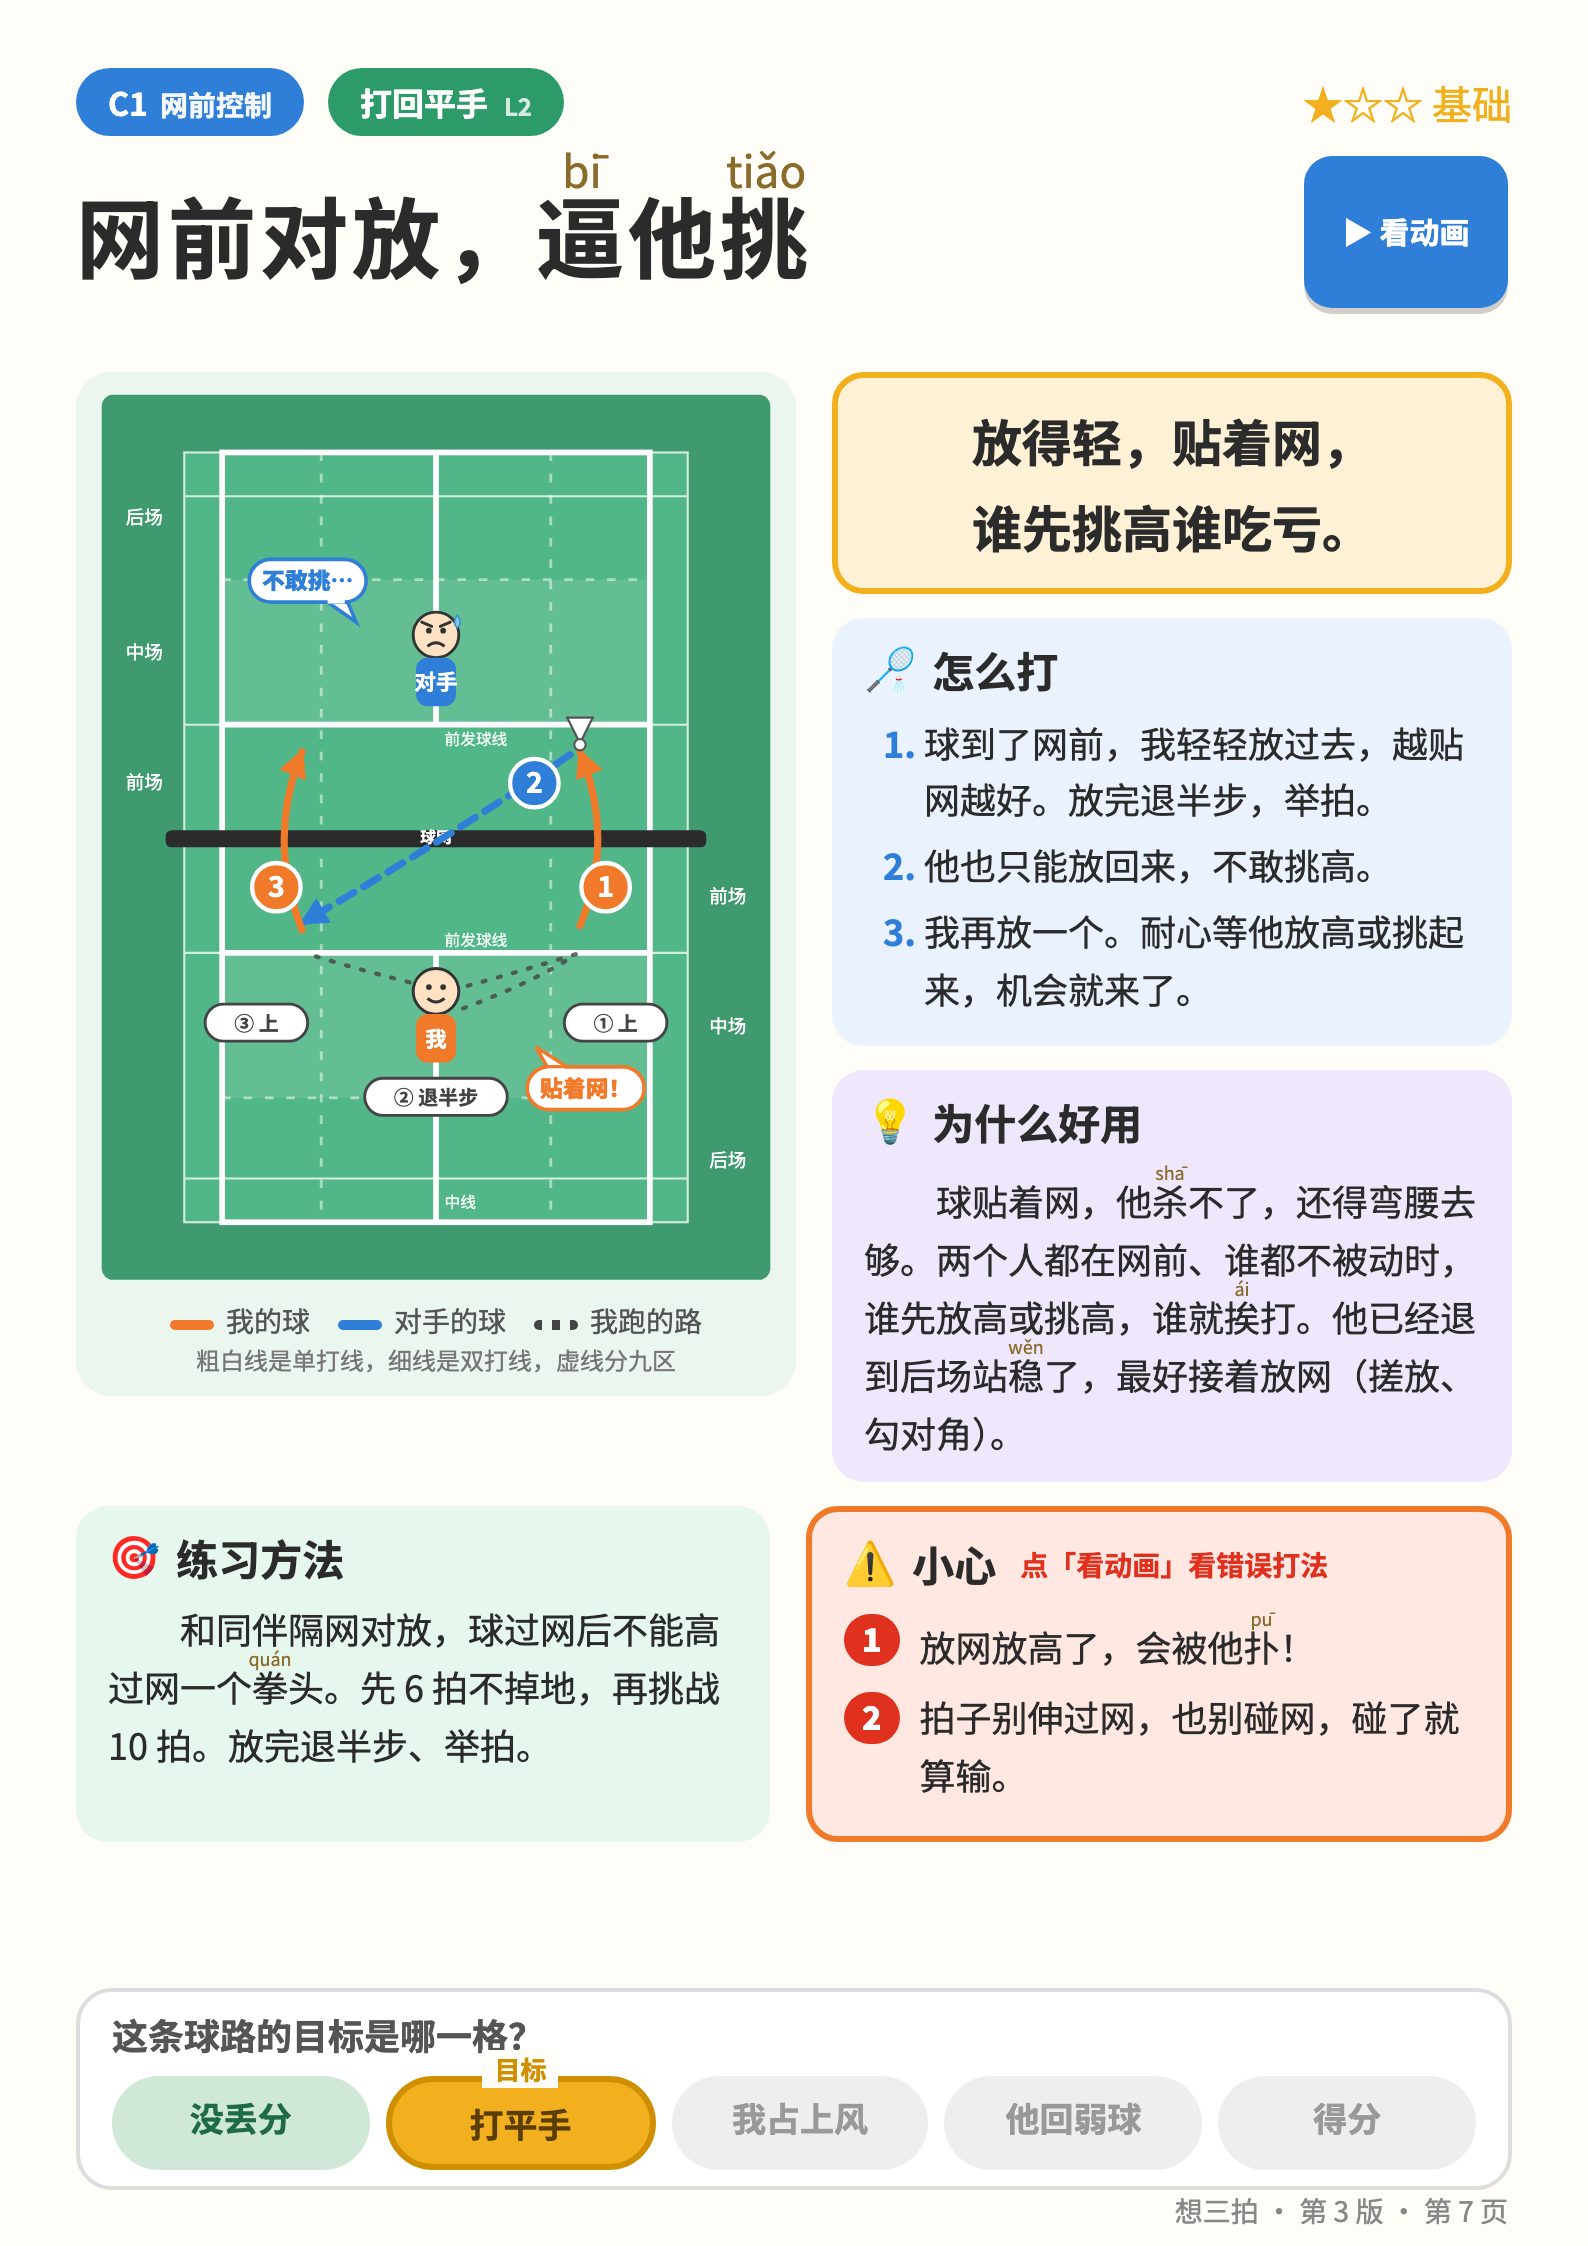 C1 网前控制
打回平手 L2
★☆☆ 基础
bī tiǎo
网前对放，逼他挑
▶ 看动画
后场
不敢挑…
中场
对手
前发球线
前场
2
球网
3
1
前场
前发球线
我
③ 上
① 上
中场
② 退半步
贴着网！
后场
中线
我的球 对手的球 我跑的路
粗白线是单打线，细线是双打线，虚线分九区
放得轻，贴着网，
谁先挑高谁吃亏。
怎么打
1. 球到了网前，我轻轻放过去，越贴
网越好。放完退半步，举拍。
2. 他也只能放回来，不敢挑高。
3. 我再放一个。耐心等他放高或挑起
来，机会就来了。
为什么好用
shā
球贴着网，他杀不了，还得弯腰去
够。两个人都在网前、谁都不被动时，
ái
谁先放高或挑高，谁就挨打。他已经退
wěn
到后场站稳了，最好接着放网（搓放、
勾对角）。
练习方法
和同伴隔网对放，球过网后不能高
quán
过网一个拳头。先 6 拍不掉地，再挑战
10 拍。放完退半步、举拍。
小心 点「看动画」看错误打法
pū
1 放网放高了，会被他扑！
2 拍子别伸过网，也别碰网，碰了就
算输。
这条球路的目标是哪一格？
目标
没丢分 打平手 我占上风 他回弱球 得分
想三拍 · 第 3 版 · 第 7 页